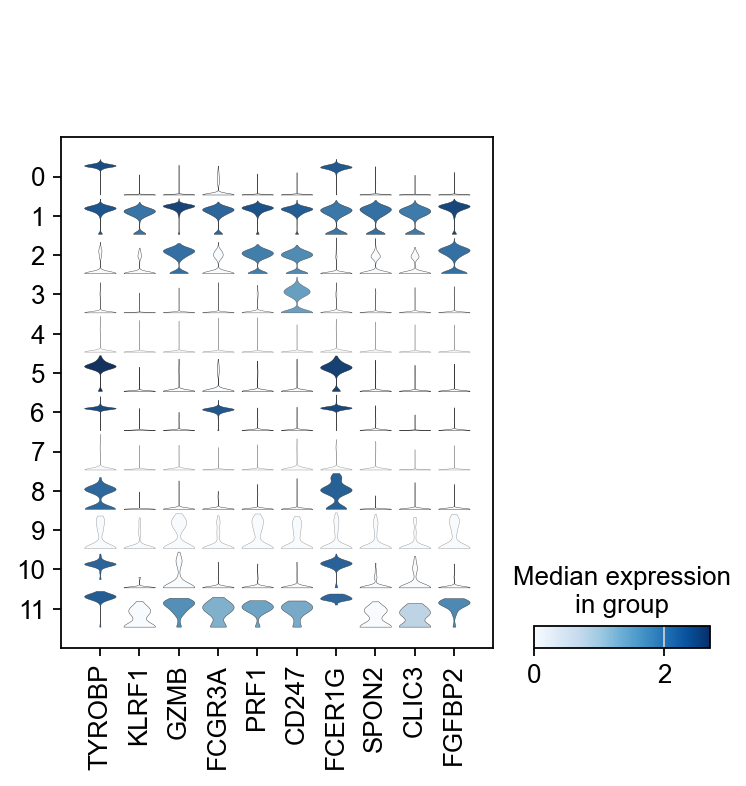 0
1
2
3
4
5
6
7
8
9
10
11
TYROBP
KLRF1
GZMB
FCGR3A
PRF1
CD247
FCER1G
SPON2
CLIC3
FGFBP2
Median expression
in group
0
2